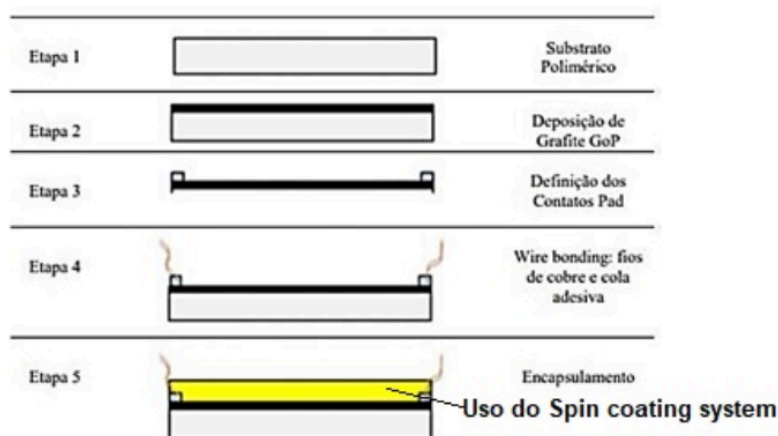 Etapa 1
Substrato
Polimérico
Etapa 2
Deposição de
Grafite GoP
Etapa 3
Definição dos
Contatos Pad
Etapa 4
Wire bonding: fios
de cobre e cola
adesiva
Etapa 5
Encapsulamento
Uso do Spin coating system